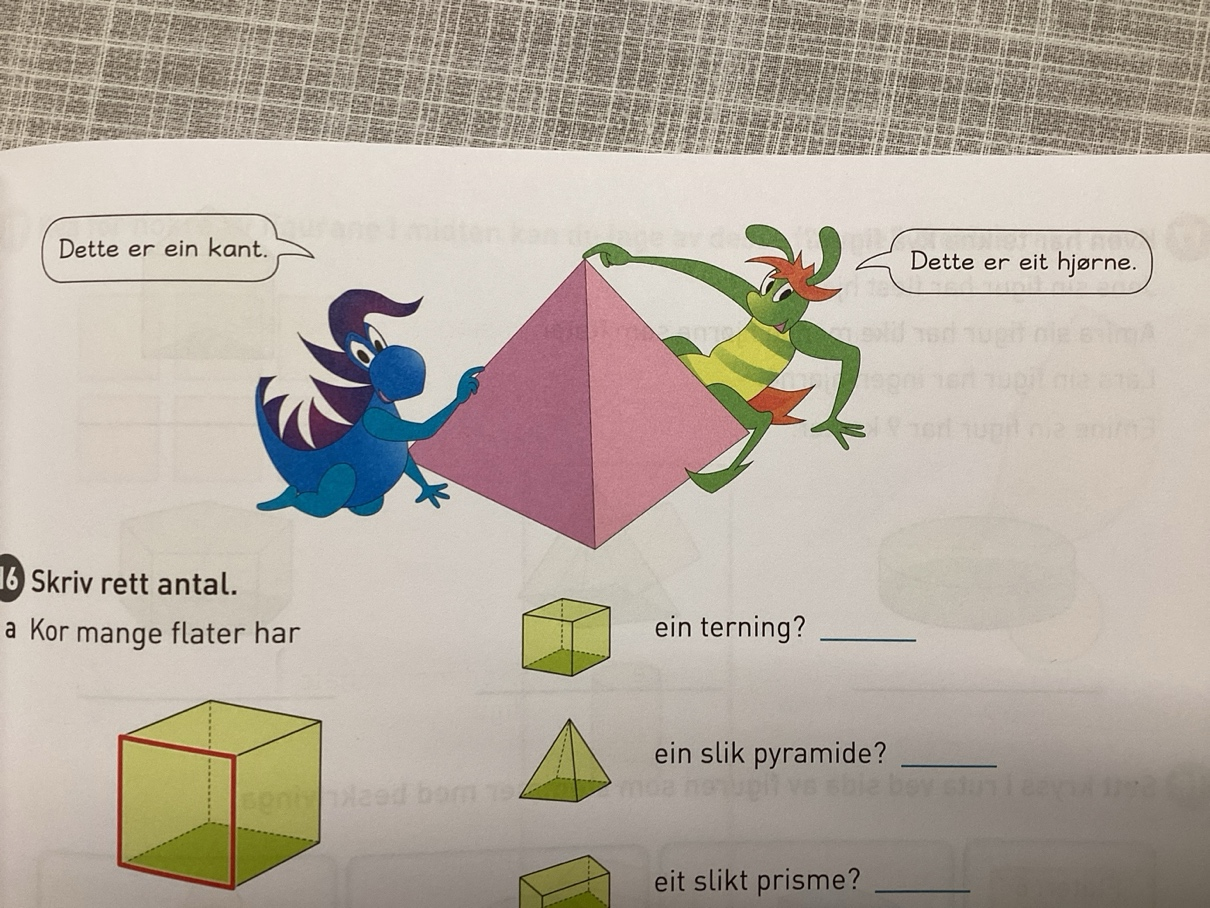 Dette er ein kant.
Dette er eit hjørne.
16 Skriv rett antal.
a Kor mange flater har
ein terning?
ein slik pyramide?
eit slikt prisme?